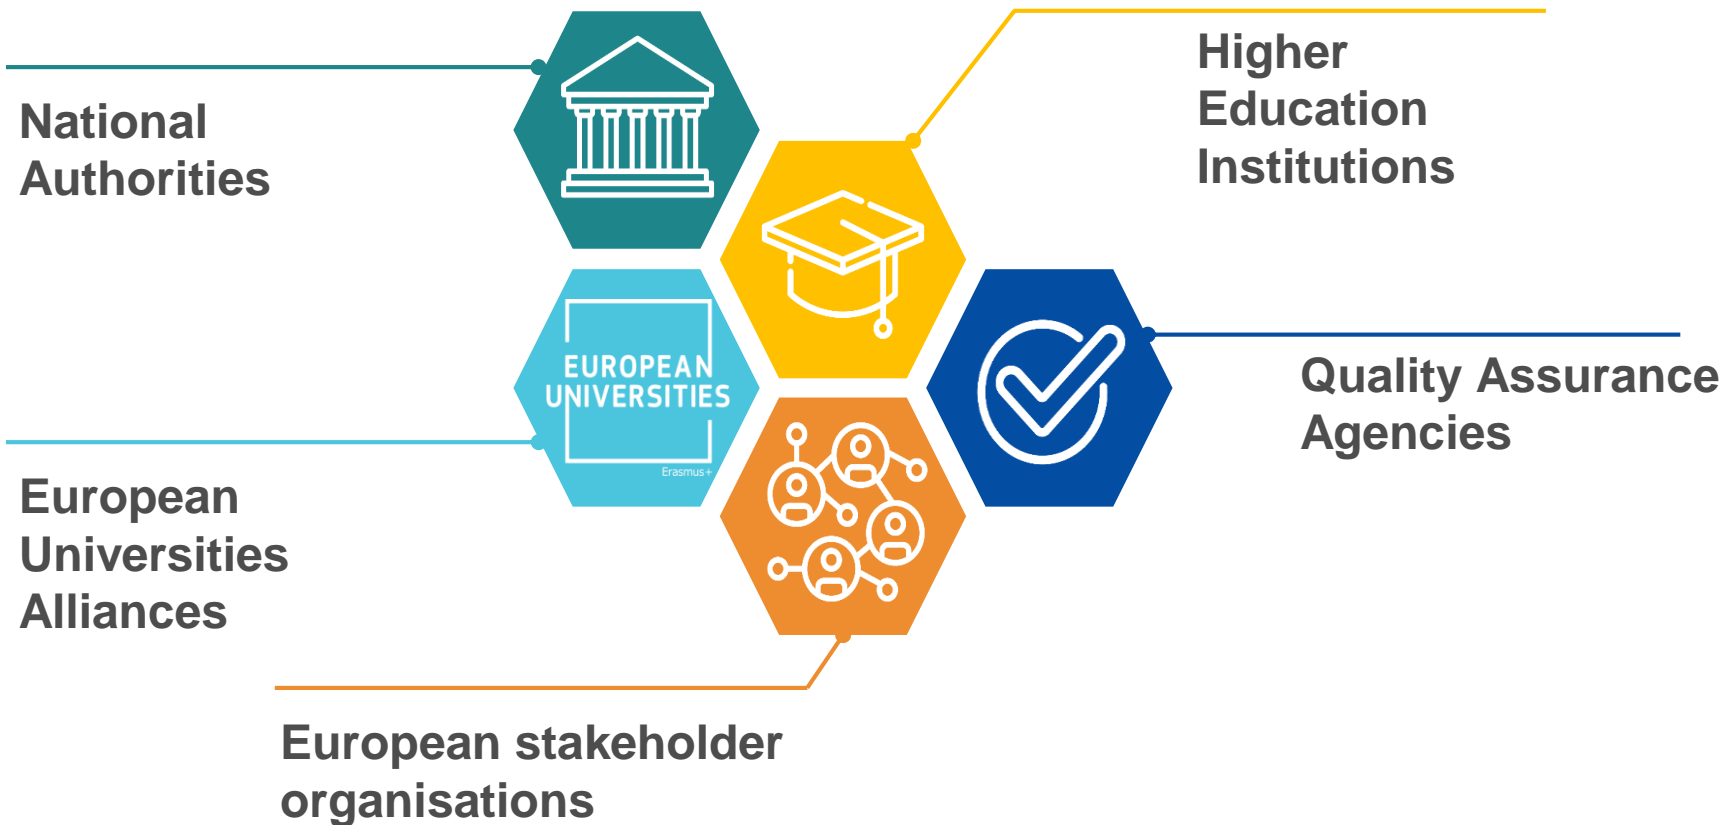 National
Authorities
Higher
Education
Institutions
EUROPEAN
UNIVERSITIES
Erasmus+
Quality Assurance
Agencies
European
Universities
Alliances
European stakeholder
organisations